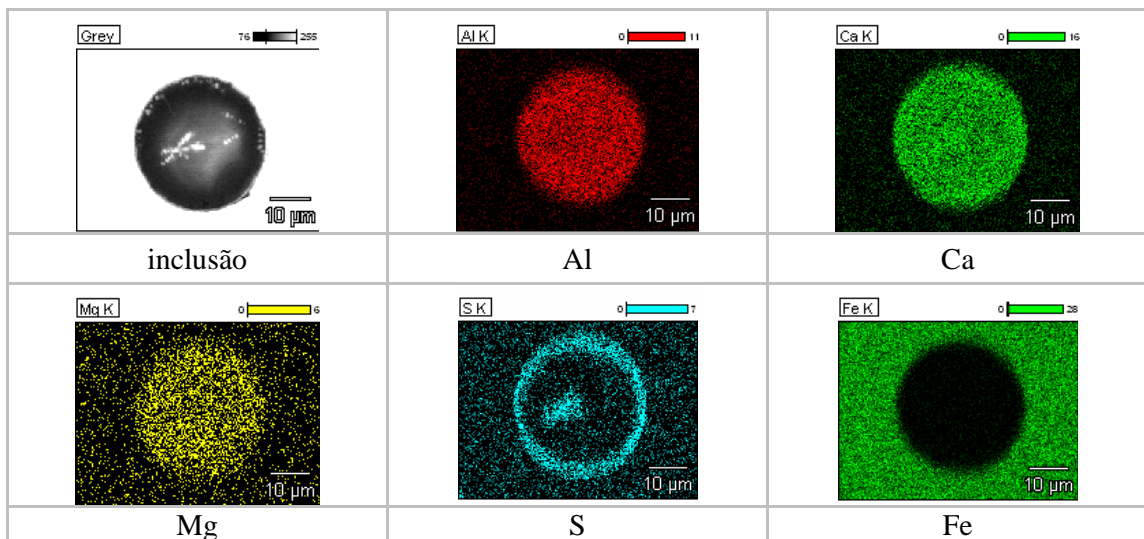 Grey 76 255
Al K 0 11
Ca K 0 16
10 µm
10 µm
10 µm
inclusão Al Ca
Mg K 0 6
S K 0 7
Fe K 0 28
10 µm
10 µm
10 µm
Mg S Fe